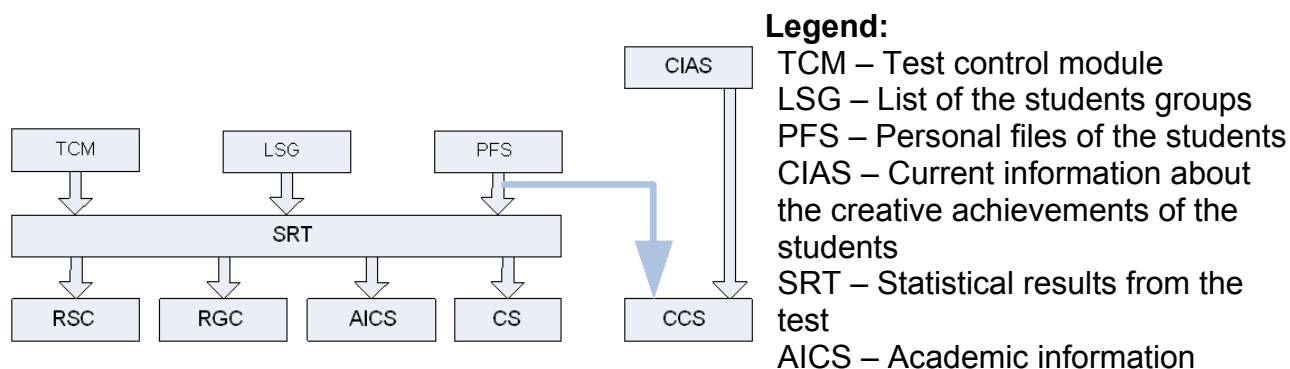 CIAS
TCM LSG PFS
SRT
RSC RGC AICS CS CCS
Legend:
TCM – Test control module
LSG – List of the students groups
PFS – Personal files of the students
CIAS – Current information about
the creative achievements of the
students
SRT – Statistical results from the
test
AICS – Academic information